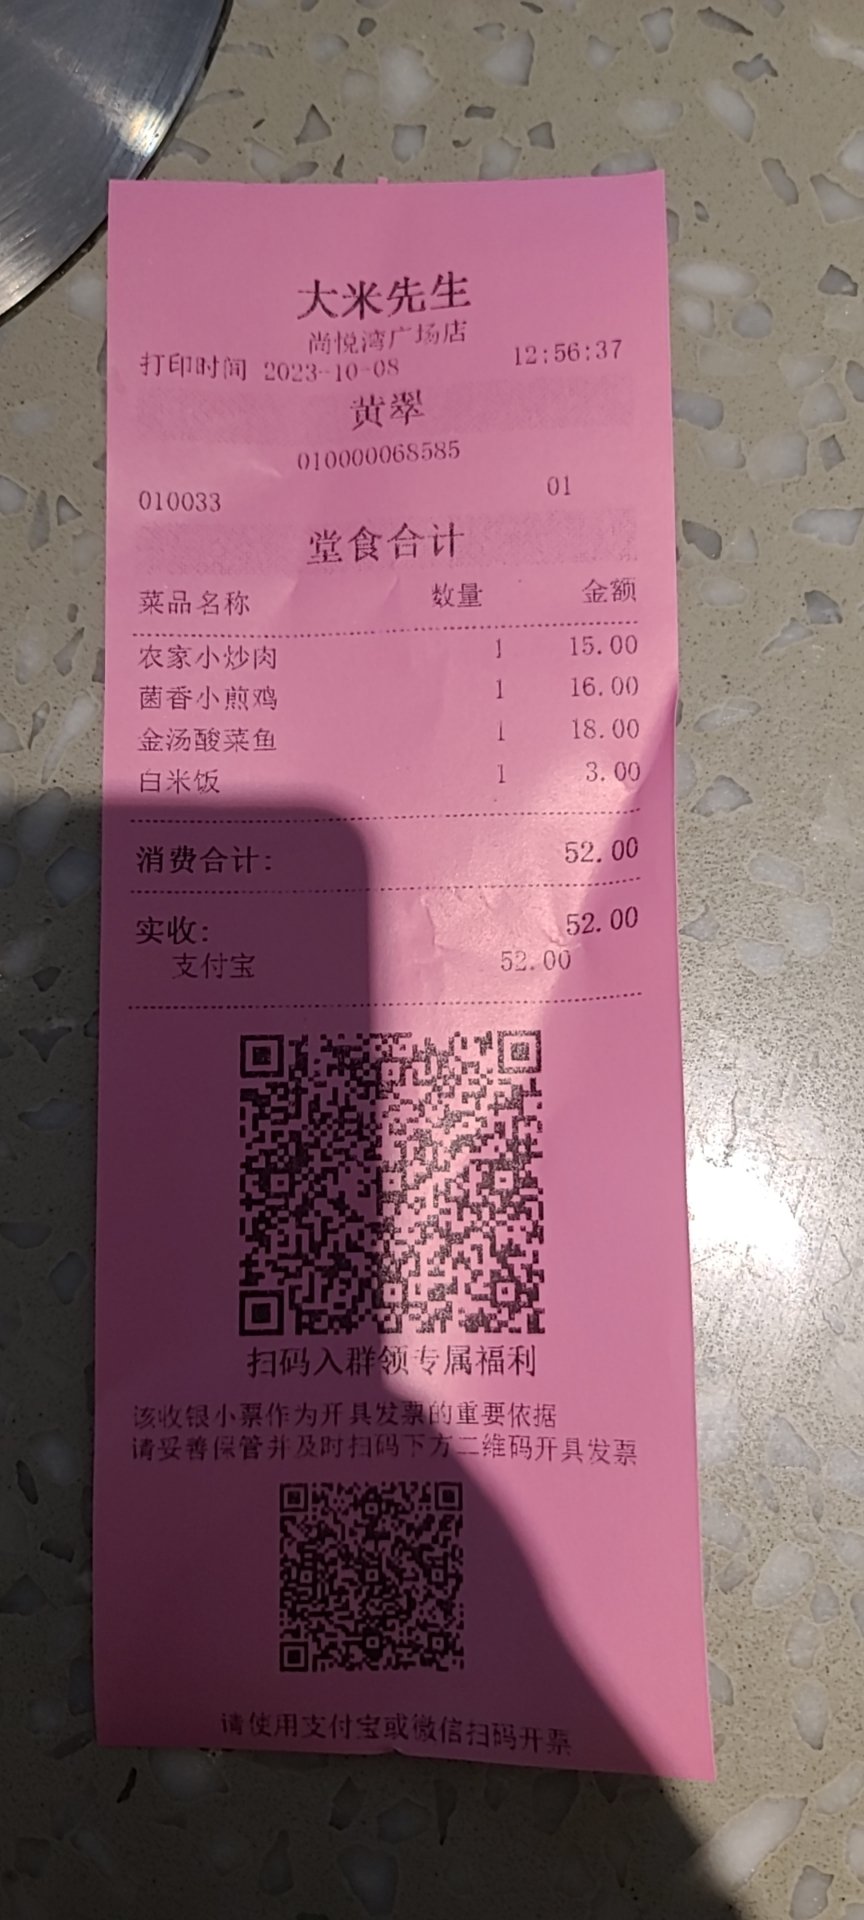 大米先生
尚悦湾广场店
打印时间 2023-10-08 12:56:37
黄翠
010000068585
010033 01
堂食合计
菜品名称 数量 金额
农家小炒肉 1 15.00
菌香小煎鸡 1 16.00
金汤酸菜鱼 1 18.00
白米饭 1 3.00
消费合计: 52.00
实收: 52.00
支付宝 52.00
扫码入群领专属福利
该收银小票作为开具发票的重要依据
请妥善保管并及时扫码下方二维码开具发票
请使用支付宝或微信扫码开票